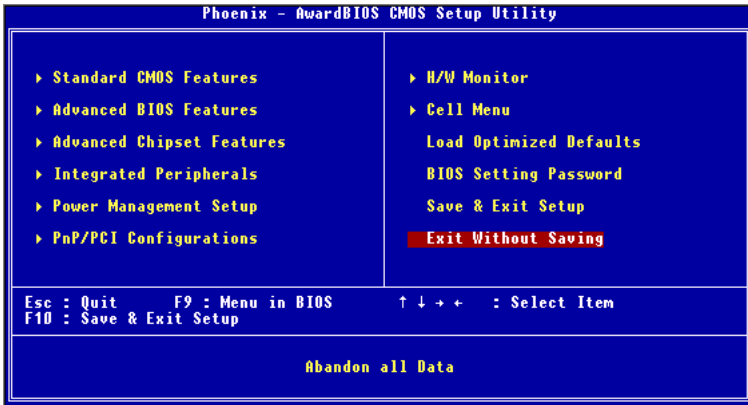 Phoenix - AwardBIOS CMOS Setup Utility
Standard CMOS Features
Advanced BIOS Features
Advanced Chipset Features
Integrated Peripherals
Power Management Setup
PnP/PCI Configurations
H/W Monitor
Cell Menu
Load Optimized Defaults
BIOS Setting Password
Save & Exit Setup
Exit Without Saving
Esc : Quit F9 : Menu in BIOS ↑ ↓ → ← : Select Item
F10 : Save & Exit Setup
Abandon all Data